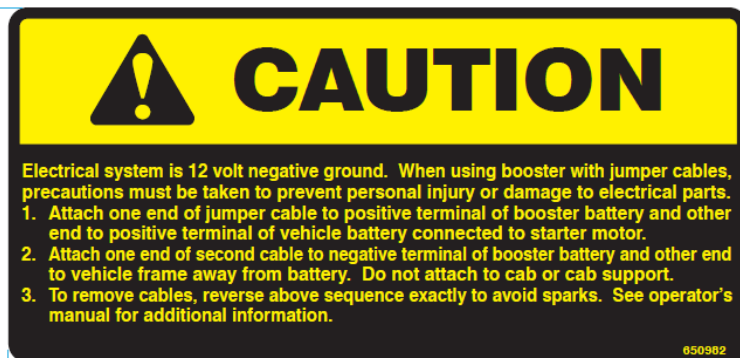 CAUTION
Electrical system is 12 volt negative ground.  When using booster with jumper cables,
precautions must be taken to prevent personal injury or damage to electrical parts.
1.  Attach one end of jumper cable to positive terminal of booster battery and other
end to positive terminal of vehicle battery connected to starter motor.
2.  Attach one end of second cable to negative terminal of booster battery and other end
to vehicle frame away from battery.  Do not attach to cab or cab support.
3.  To remove cables, reverse above sequence exactly to avoid sparks.  See operator's
manual for additional information.
650982